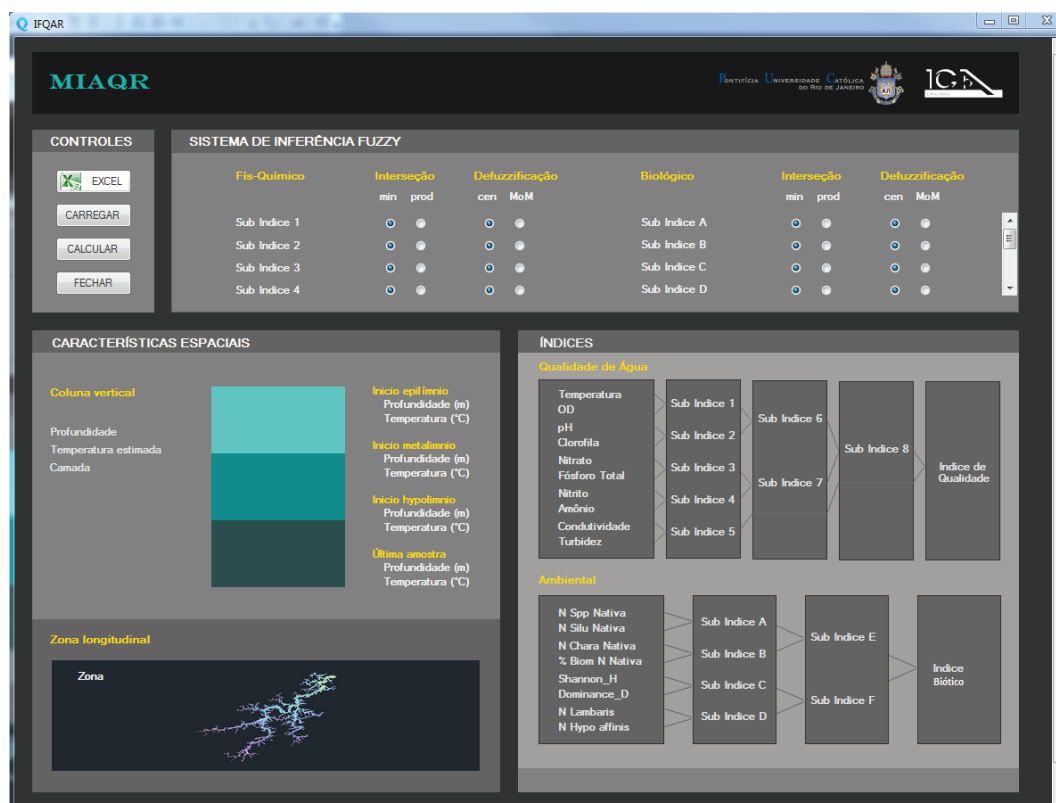 IFQAR
MIAQR
Pontifícia Universidade Católica
do Rio de Janeiro
ICA
CONTROLES
EXCEL
CARREGAR
CALCULAR
FECHAR
SISTEMA DE INFERÊNCIA FUZZY
Fís-Químico Interseção Defuzzificação Biológico Interseção Defuzzificação
min prod cen MoM min prod cen MoM
Sub Indice 1 Sub Indice A
Sub Indice 2 Sub Indice B
Sub Indice 3 Sub Indice C
Sub Indice 4 Sub Indice D
CARACTERÍSTICAS ESPACIAIS
Coluna vertical
Profundidade
Temperatura estimada
Camada
Inicio epilímnio
Profundidade (m)
Temperatura (°C)
Inicio metalimnio
Profundidade (m)
Temperatura (°C)
Inicio hypolimnio
Profundidade (m)
Temperatura (°C)
Última amostra
Profundidade (m)
Temperatura (°C)
Zona longitudinal
Zona
ÍNDICES
Qualidade de Água
Temperatura
OD
pH
Clorofila
Nitrato
Fósforo Total
Nitrito
Amônio
Condutividade
Turbidez
Sub Indice 1
Sub Indice 2
Sub Indice 3
Sub Indice 4
Sub Indice 5
Sub Indice 6
Sub Indice 7
Sub Indice 8
Indice de
Qualidade
Ambiental
N Spp Nativa
N Silu Nativa
N Chara Nativa
% Biom N Nativa
Shannon_H
Dominance_D
N Lambaris
N Hypo affinis
Sub Indice A
Sub Indice B
Sub Indice C
Sub Indice D
Sub Indice E
Sub Indice F
Indice
Biótico